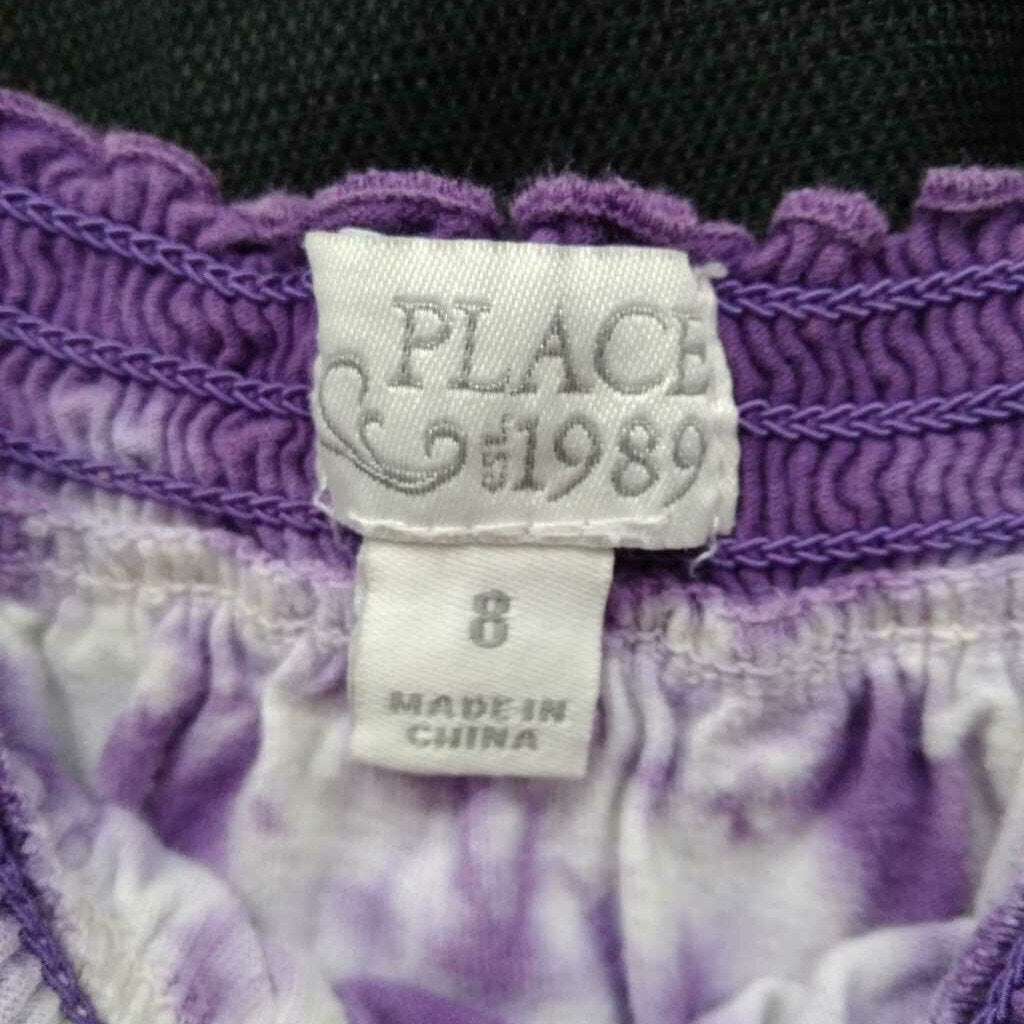 PLACE
EST. 1989
8
MADE IN
CHINA